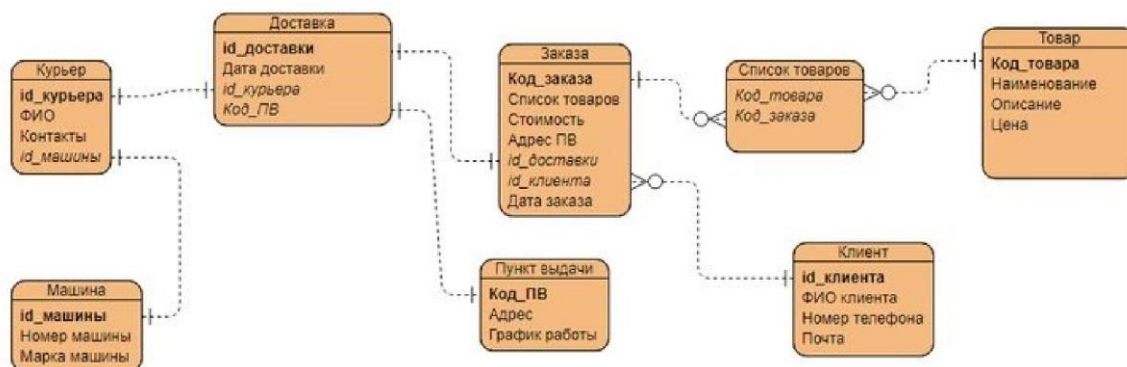 Доставка
id_доставки
Дата доставки
id_курьера
Код_ПВ
Курьер
id_курьера
ФИО
Контакты
id_машины
Заказа
Код_заказа
Список товаров
Стоимость
Адрес ПВ
id_доставки
id_клиента
Дата заказа
Список товаров
Код_товара
Код_заказа
Товар
Код_товара
Наименование
Описание
Цена
Машина
id_машины
Номер машины
Марка машины
Пункт выдачи
Код_ПВ
Адрес
График работы
Клиент
id_клиента
ФИО клиента
Номер телефона
Почта